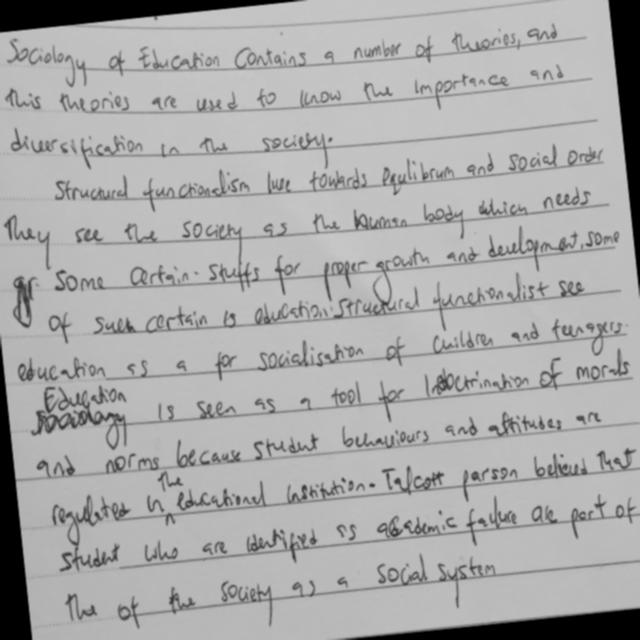 Sociology of Education Contains a number of theories, and
this theories are used to know the importance and
diversification in the society.
Structural functionalism luve towards equilibrum and social order
They see the society as the human body which needs
some certain stuffs for proper growth and development, some
of such certain is education. Structural functionalist see
education as a for socialisation of children and teenagers.
Education is seen as a tool for indoctrination of morals
and norms because student behaviours and attitudes are
regulated in the educational institution. Talcott parson believed that
student who are identified as academic failure are part of
the of the society as a social system